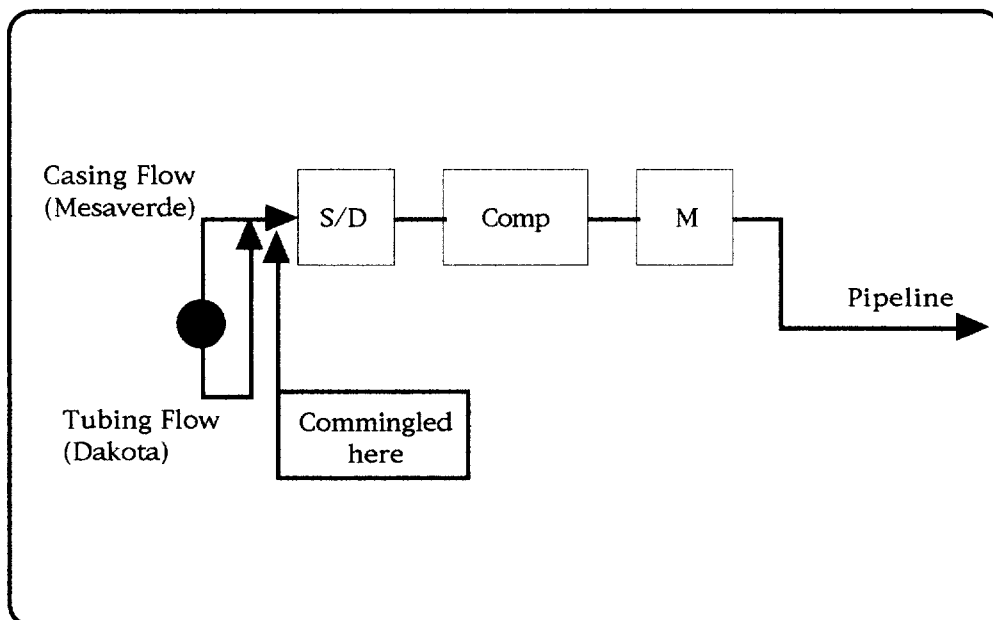 Casing Flow
(Mesaverde)
S/D
Comp
M
Pipeline
Tubing Flow
(Dakota)
Commingled
here